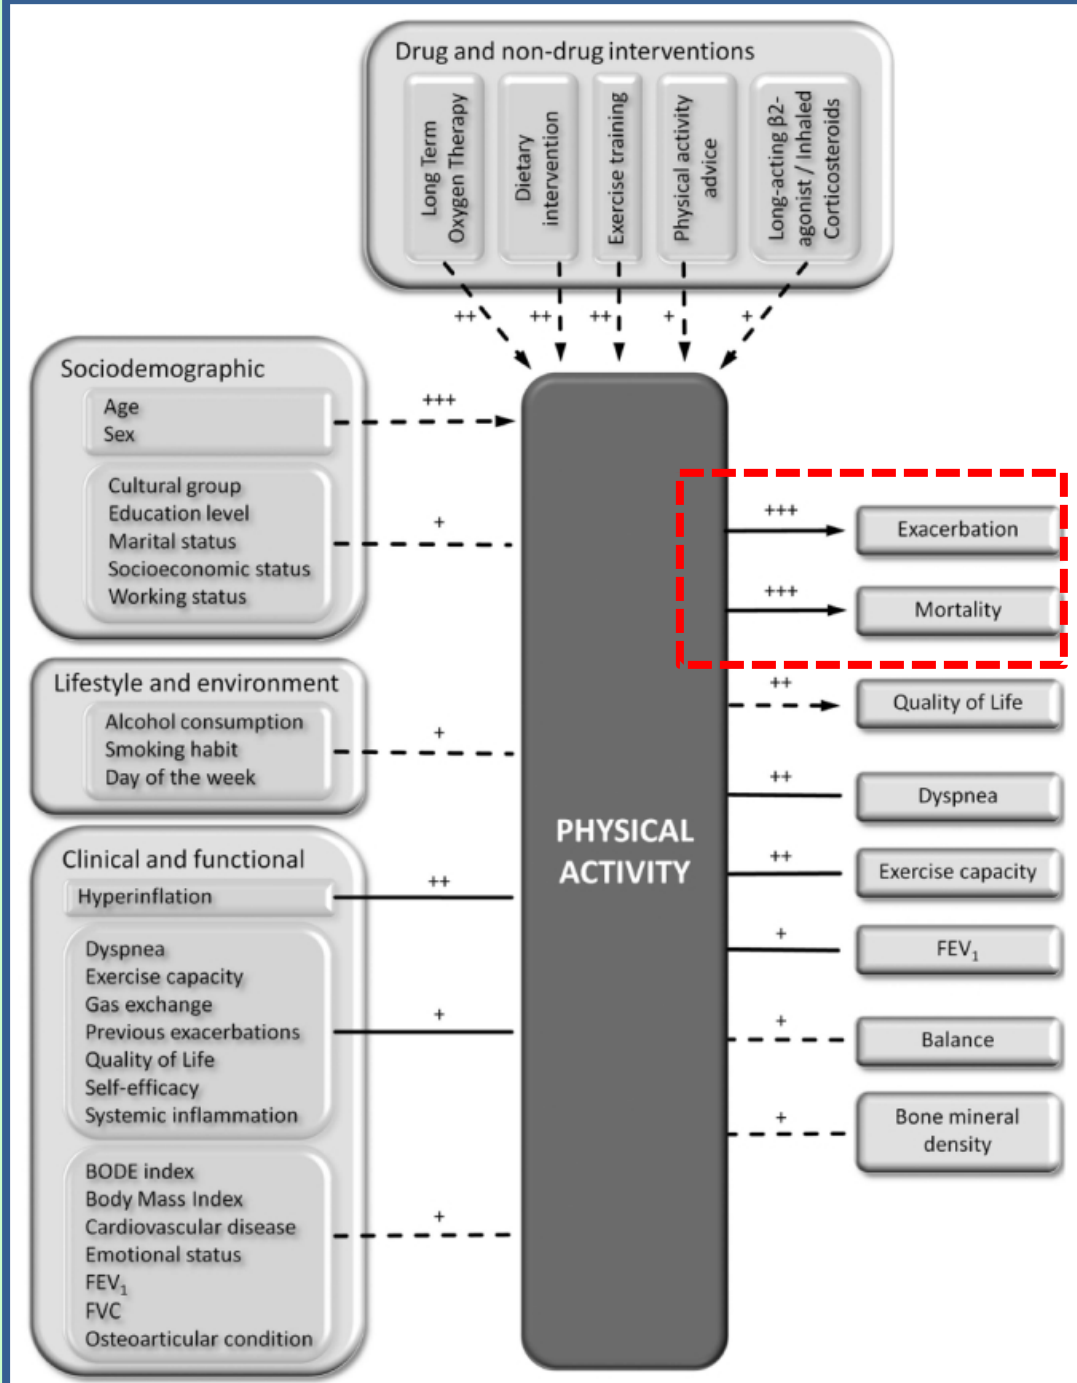 Drug and non-drug interventions
Long Term
Oxygen Therapy
Dietary
intervention
Exercise training
Physical activity
advice
Long-acting β2-
agonist / Inhaled
Corticosteroids
++
++
++
+
+
Sociodemographic
Age
Sex
+++
Cultural group
Education level
Marital status
Socioeconomic status
Working status
+
Lifestyle and environment
Alcohol consumption
Smoking habit
Day of the week
+
Clinical and functional
Hyperinflation
++
Dyspnea
Exercise capacity
Gas exchange
Previous exacerbations
Quality of Life
Self-efficacy
Systemic inflammation
+
BODE index
Body Mass Index
Cardiovascular disease
Emotional status
FEV₁
FVC
Osteoarticular condition
+
PHYSICAL
ACTIVITY
+++
Exacerbation
+++
Mortality
++
Quality of Life
++
Dyspnea
++
Exercise capacity
+
FEV₁
+
Balance
+
Bone mineral
density